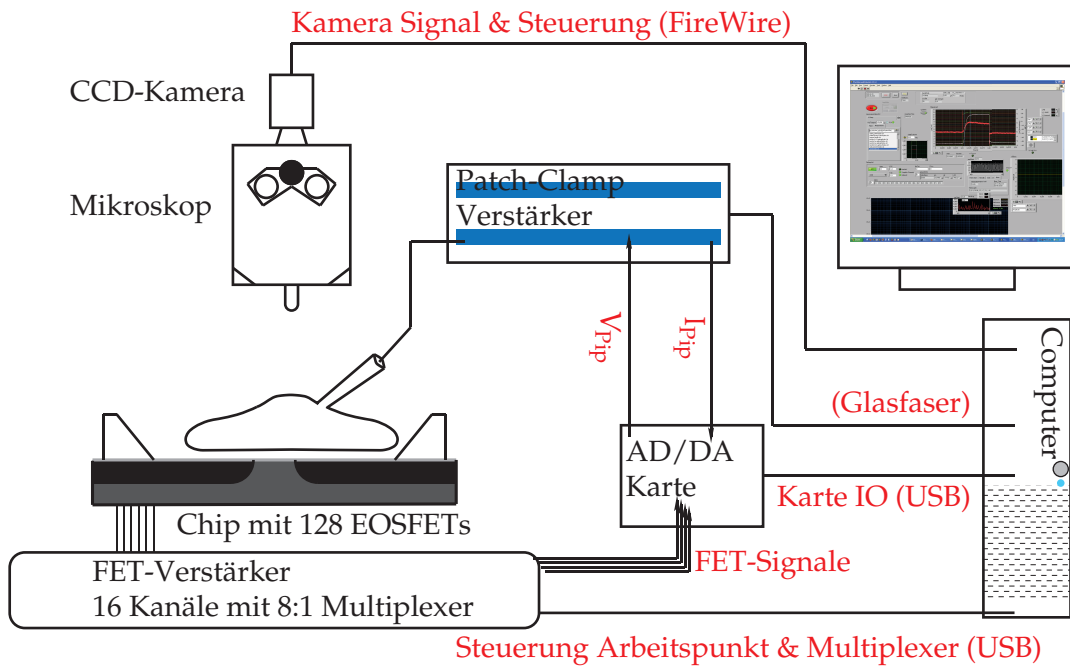 Kamera Signal & Steuerung (FireWire)
CCD-Kamera
Mikroskop
Patch-Clamp
Verstärker
V_Pip
I_Pip
Computer
(Glasfaser)
AD/DA
Karte
Karte IO (USB)
Chip mit 128 EOSFETs
FET-Signale
FET-Verstärker
16 Kanäle mit 8:1 Multiplexer
Steuerung Arbeitspunkt & Multiplexer (USB)